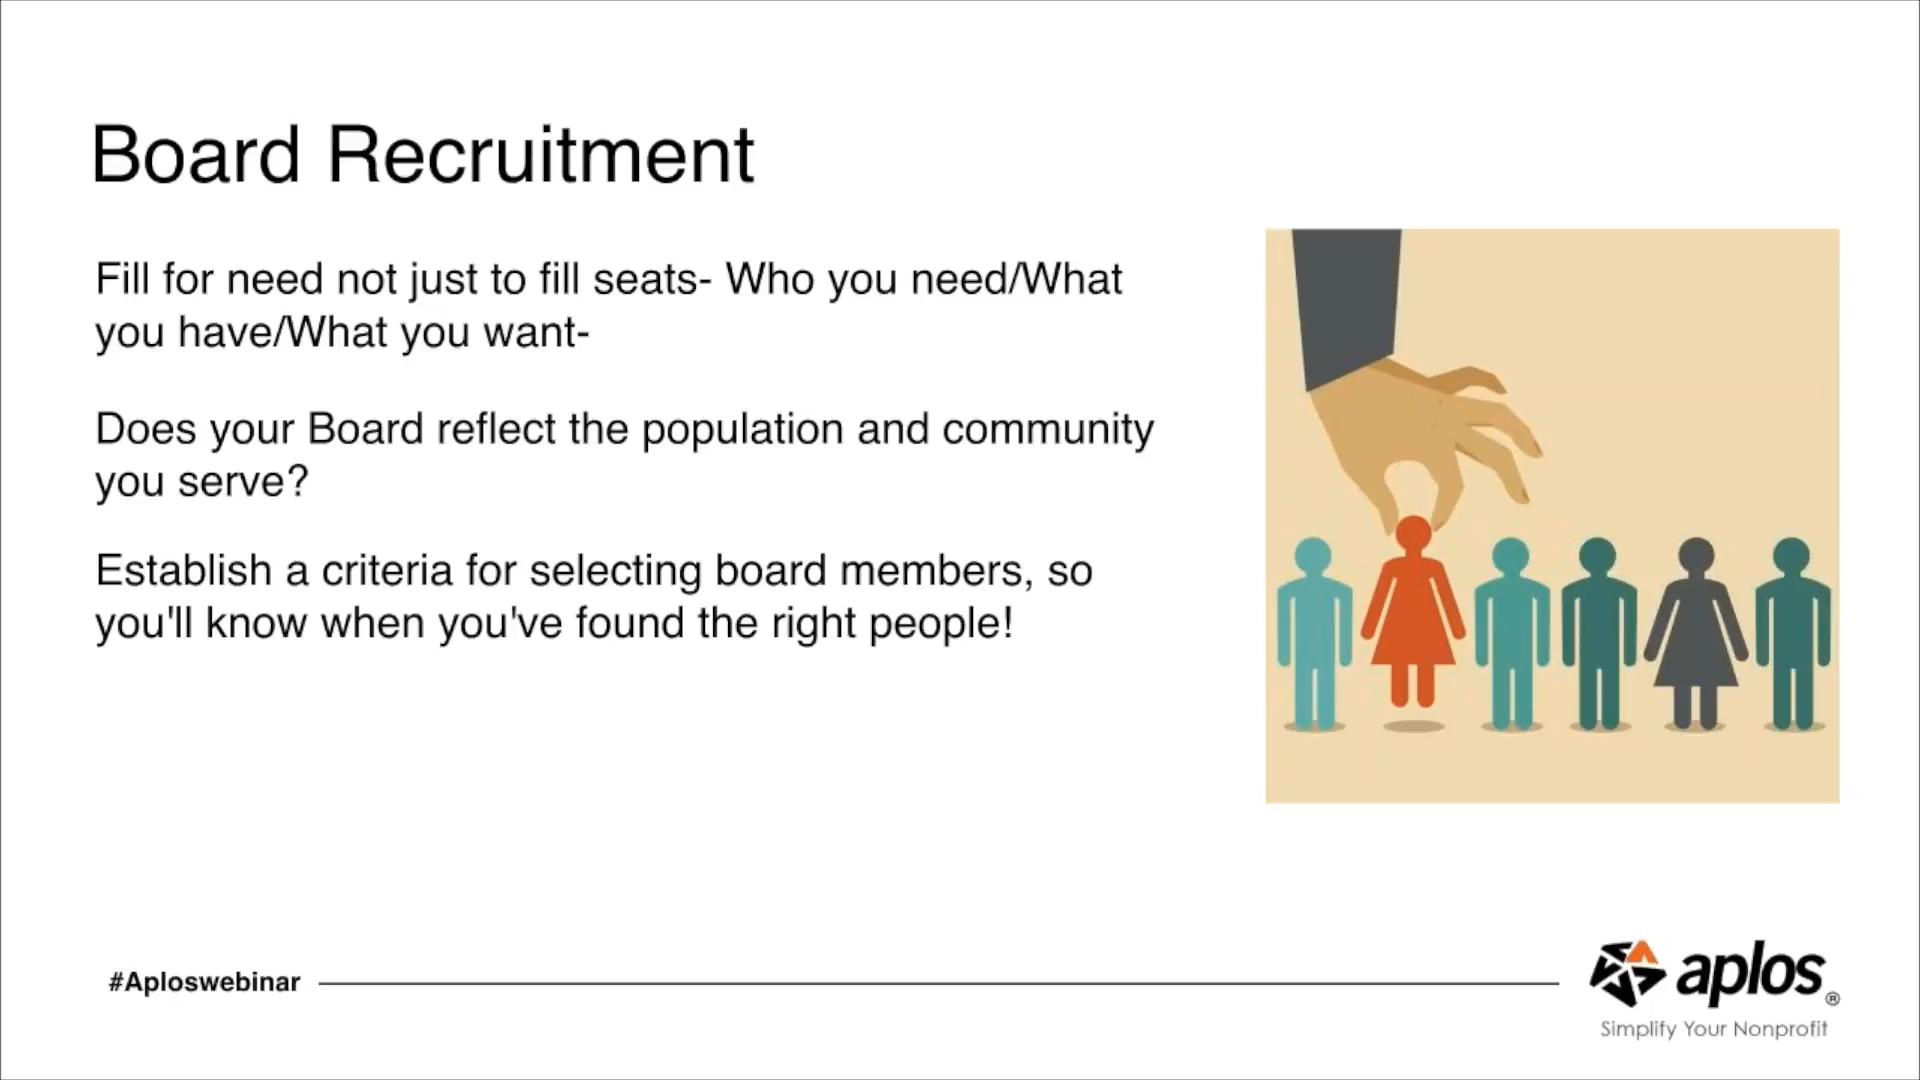 Board Recruitment
Fill for need not just to fill seats- Who you need/What
you have/What you want-
Does your Board reflect the population and community
you serve?
Establish a criteria for selecting board members, so
you'll know when you've found the right people!
#Aploswebinar
aplos®
Simplify Your Nonprofit